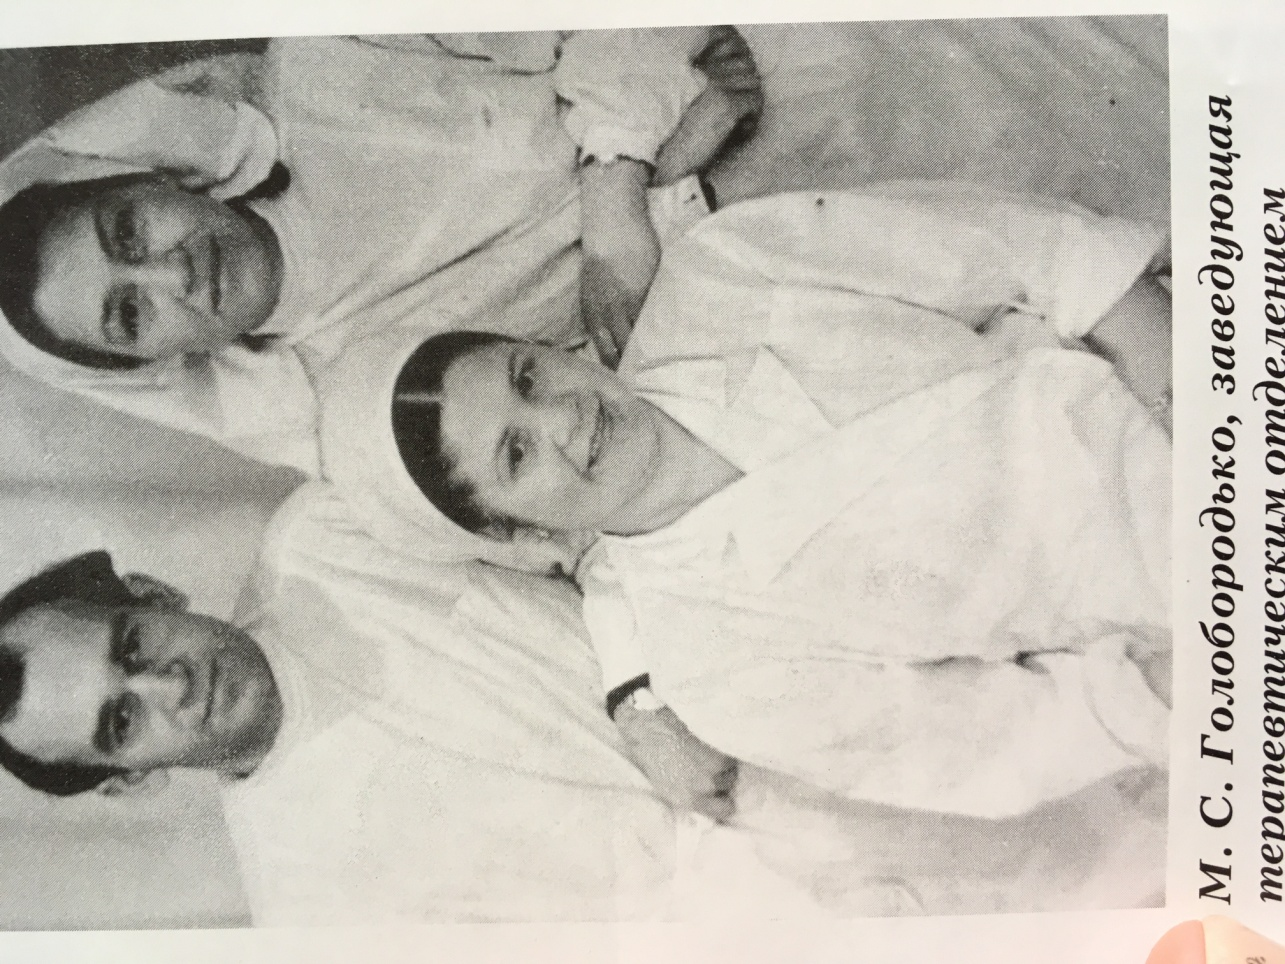 М. С. Голобородько, заведующая
терапевтическим отделением